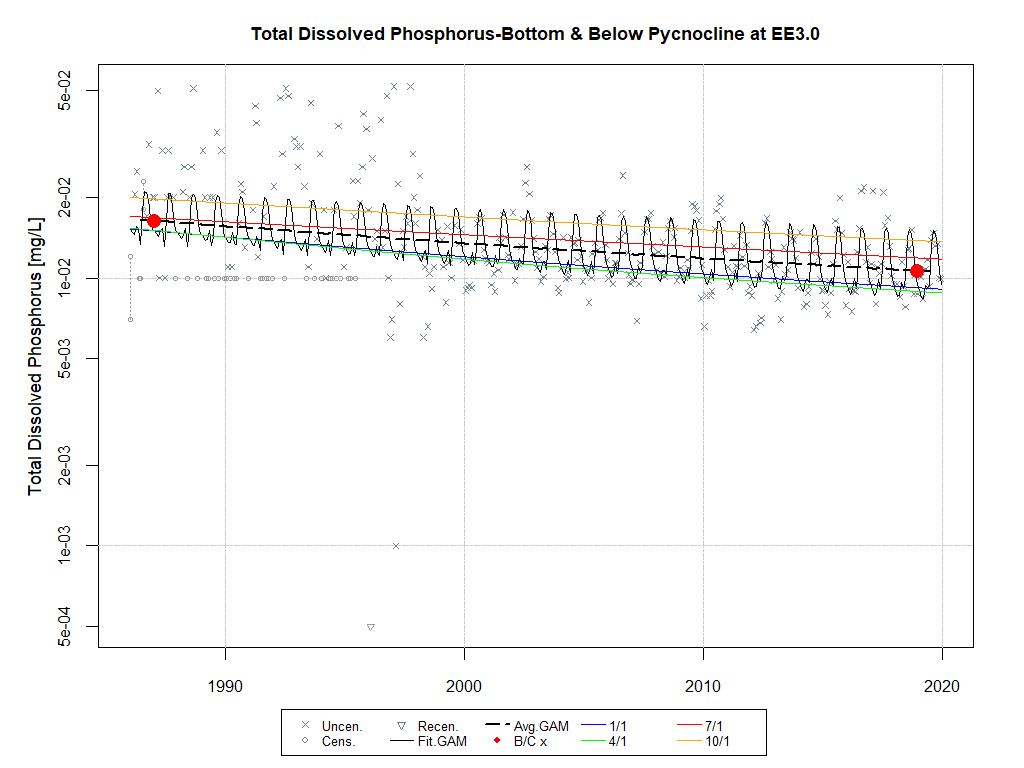 Total Dissolved Phosphorus-Bottom & Below Pycnocline at EE3.0
Total Dissolved Phosphorus [mg/L]
5e-02
2e-02
1e-02
5e-03
2e-03
1e-03
5e-04
1990 2000 2010 2020
Uncen. Recen. Avg.GAM 1/1 7/1
Cens. Fit.GAM B/C x 4/1 10/1